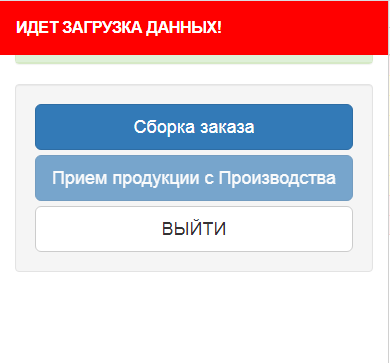 ИДЕТ ЗАГРУЗКА ДАННЫХ!
Сборка заказа
Прием продукции с Производства
ВЫЙТИ